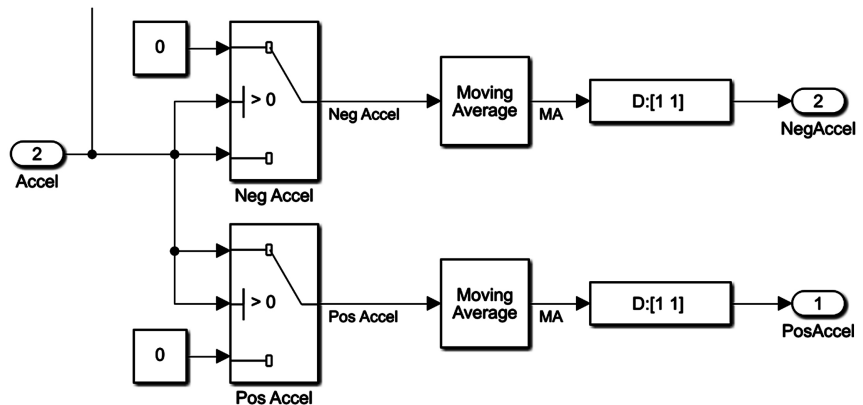 0
> 0
Neg Accel
Neg Accel
Moving
Average
MA
D:[1 1]
2
NegAccel
2
Accel
> 0
Pos Accel
0
Pos Accel
Moving
Average
MA
D:[1 1]
1
PosAccel